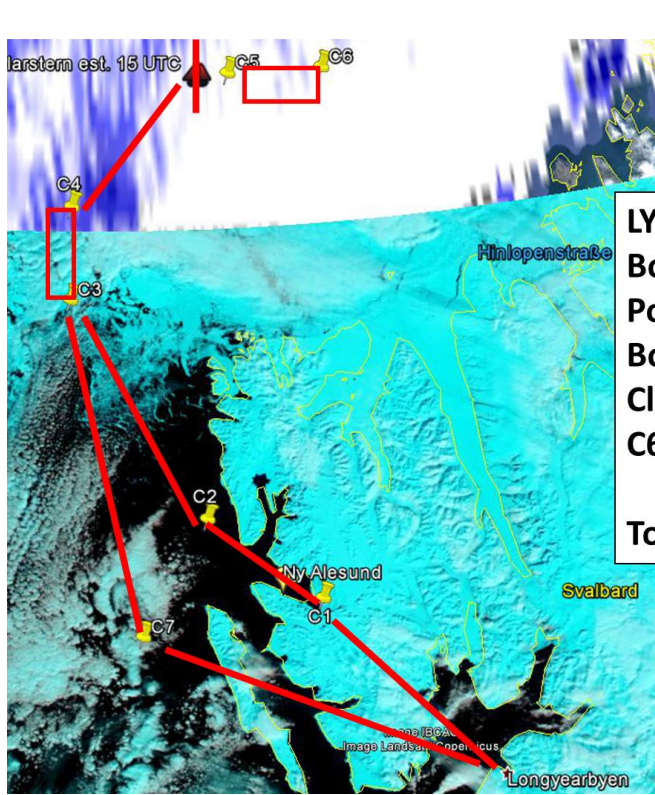 larstern est. 15 UTC
C5
C6
C4
C3
Hinlopenstraße
LY
Bo
Po
Bo
Cl
C6
To
C2
Ny Alesund
C1
Svalbard
C7
Image IBCAO
Image Landsat / Copernicus
Longyearbyen